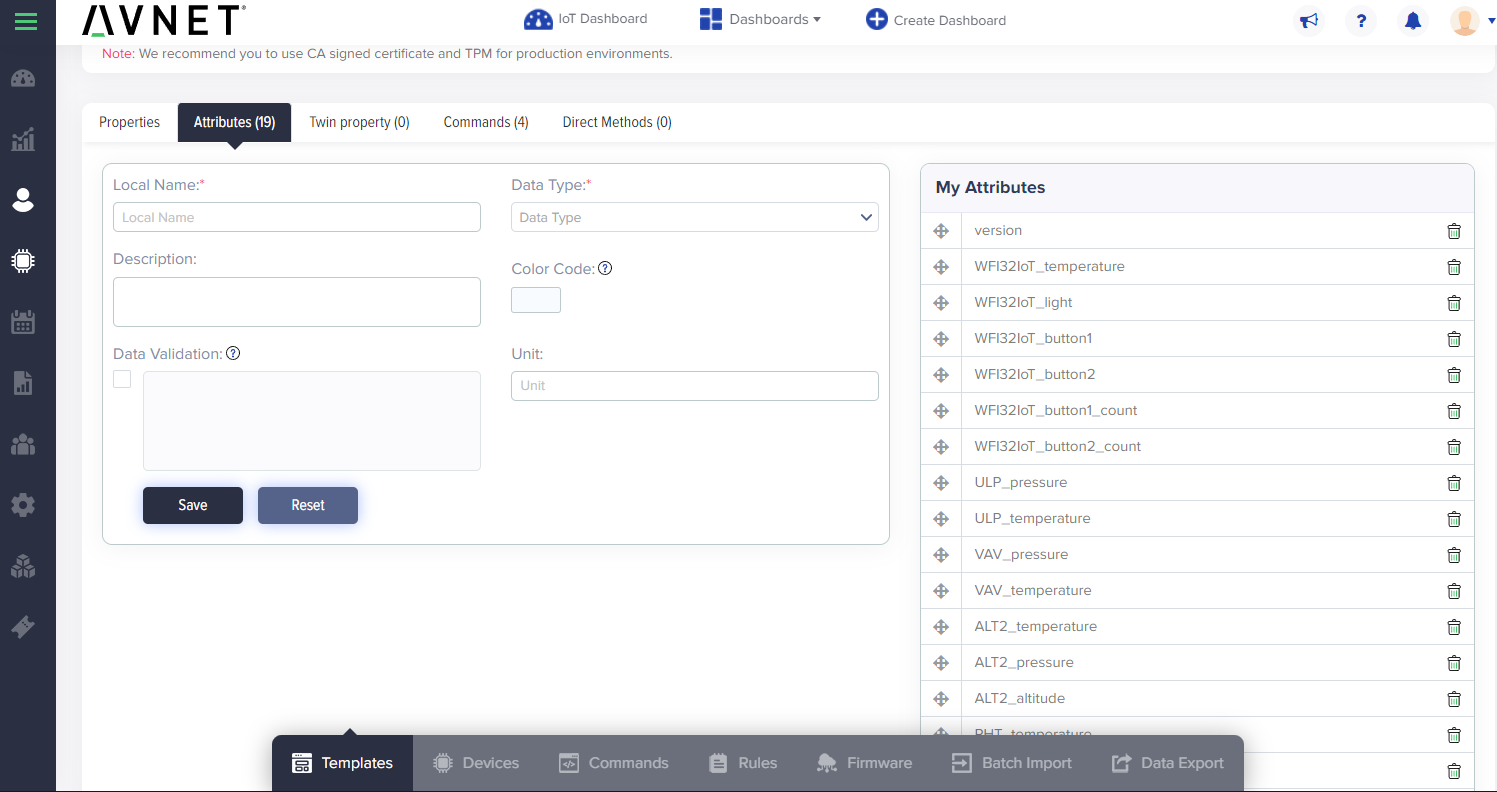 AVNET®
IoT Dashboard
Dashboards
Create Dashboard
?
Note: We recommend you to use CA signed certificate and TPM for production environments.
Properties
Attributes (19)
Twin property (0)
Commands (4)
Direct Methods (0)
Local Name:*
Data Type:*
Local Name
Data Type
Description:
Color Code: ?
Data Validation: ?
Unit:
Unit
Save
Reset
My Attributes
version
WFI32IoT_temperature
WFI32IoT_light
WFI32IoT_button1
WFI32IoT_button2
WFI32IoT_button1_count
WFI32IoT_button2_count
ULP_pressure
ULP_temperature
VAV_pressure
VAV_temperature
ALT2_temperature
ALT2_pressure
ALT2_altitude
PHT_temperature
Templates
Devices
Commands
Rules
Firmware
Batch Import
Data Export